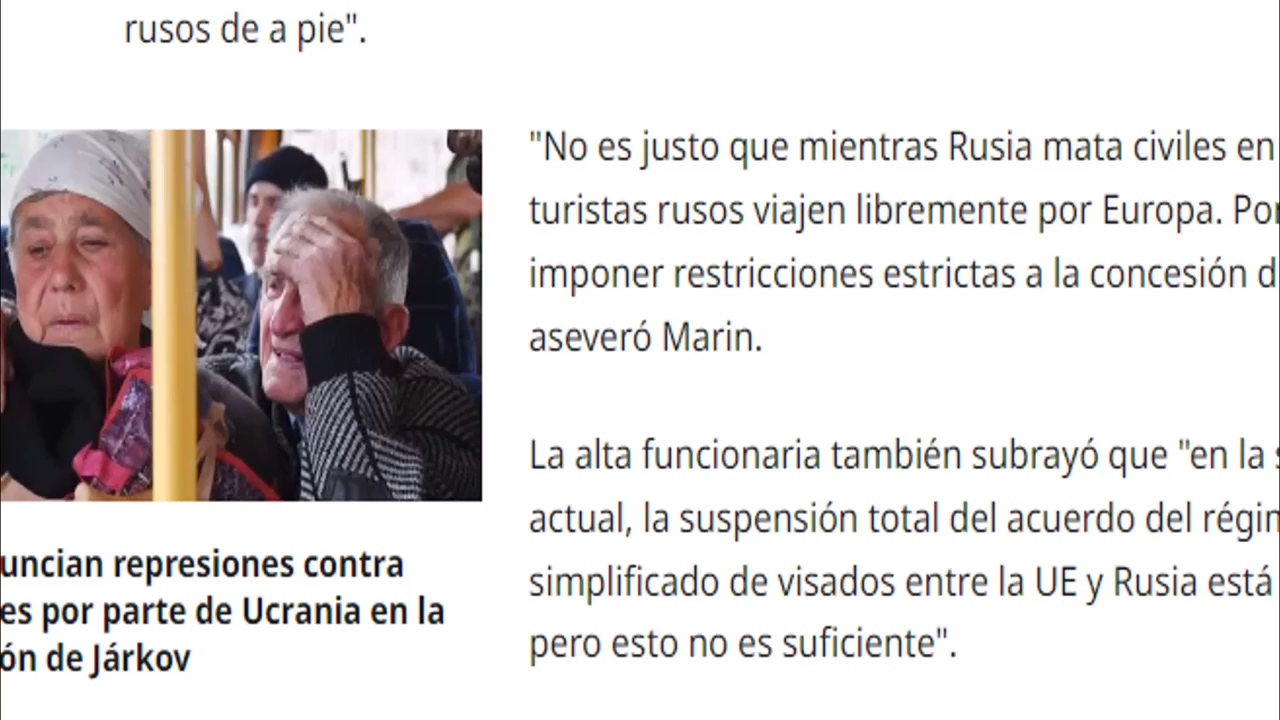 rusos de a pie".
"No es justo que mientras Rusia mata civiles en
turistas rusos viajen libremente por Europa. Por
imponer restricciones estrictas a la concesión d
aseveró Marin.
La alta funcionaria también subrayó que "en la s
actual, la suspensión total del acuerdo del régim
simplificado de visados entre la UE y Rusia está
pero esto no es suficiente".
uncian represiones contra
es por parte de Ucrania en la
ón de Járkov